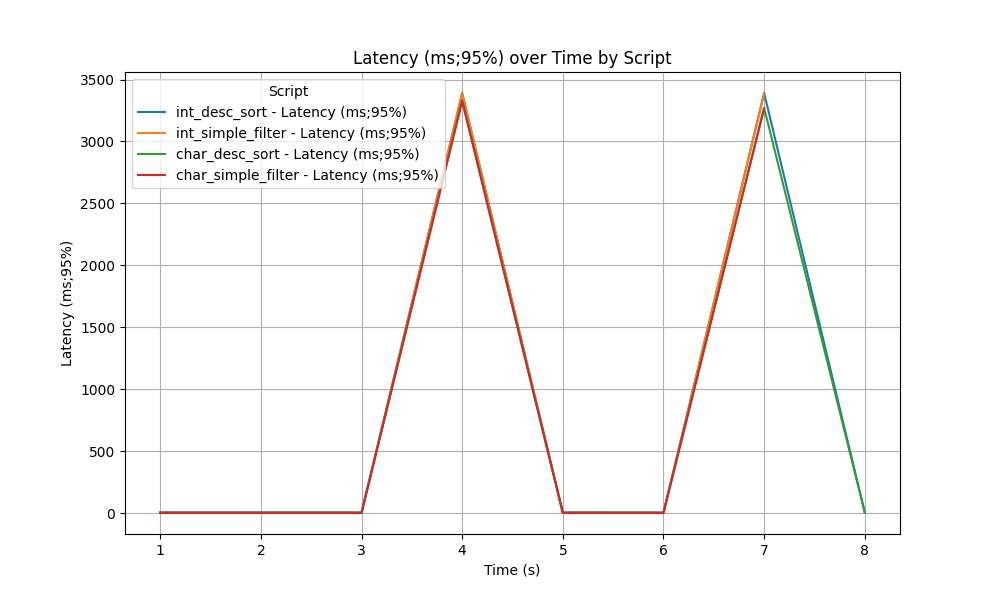 Latency (ms;95%) over Time by Script
3500
3000
2500
2000
1500
1000
500
0
Latency (ms;95%)
Script
int_desc_sort - Latency (ms;95%)
int_simple_filter - Latency (ms;95%)
char_desc_sort - Latency (ms;95%)
char_simple_filter - Latency (ms;95%)
1 2 3 4 5 6 7 8
Time (s)